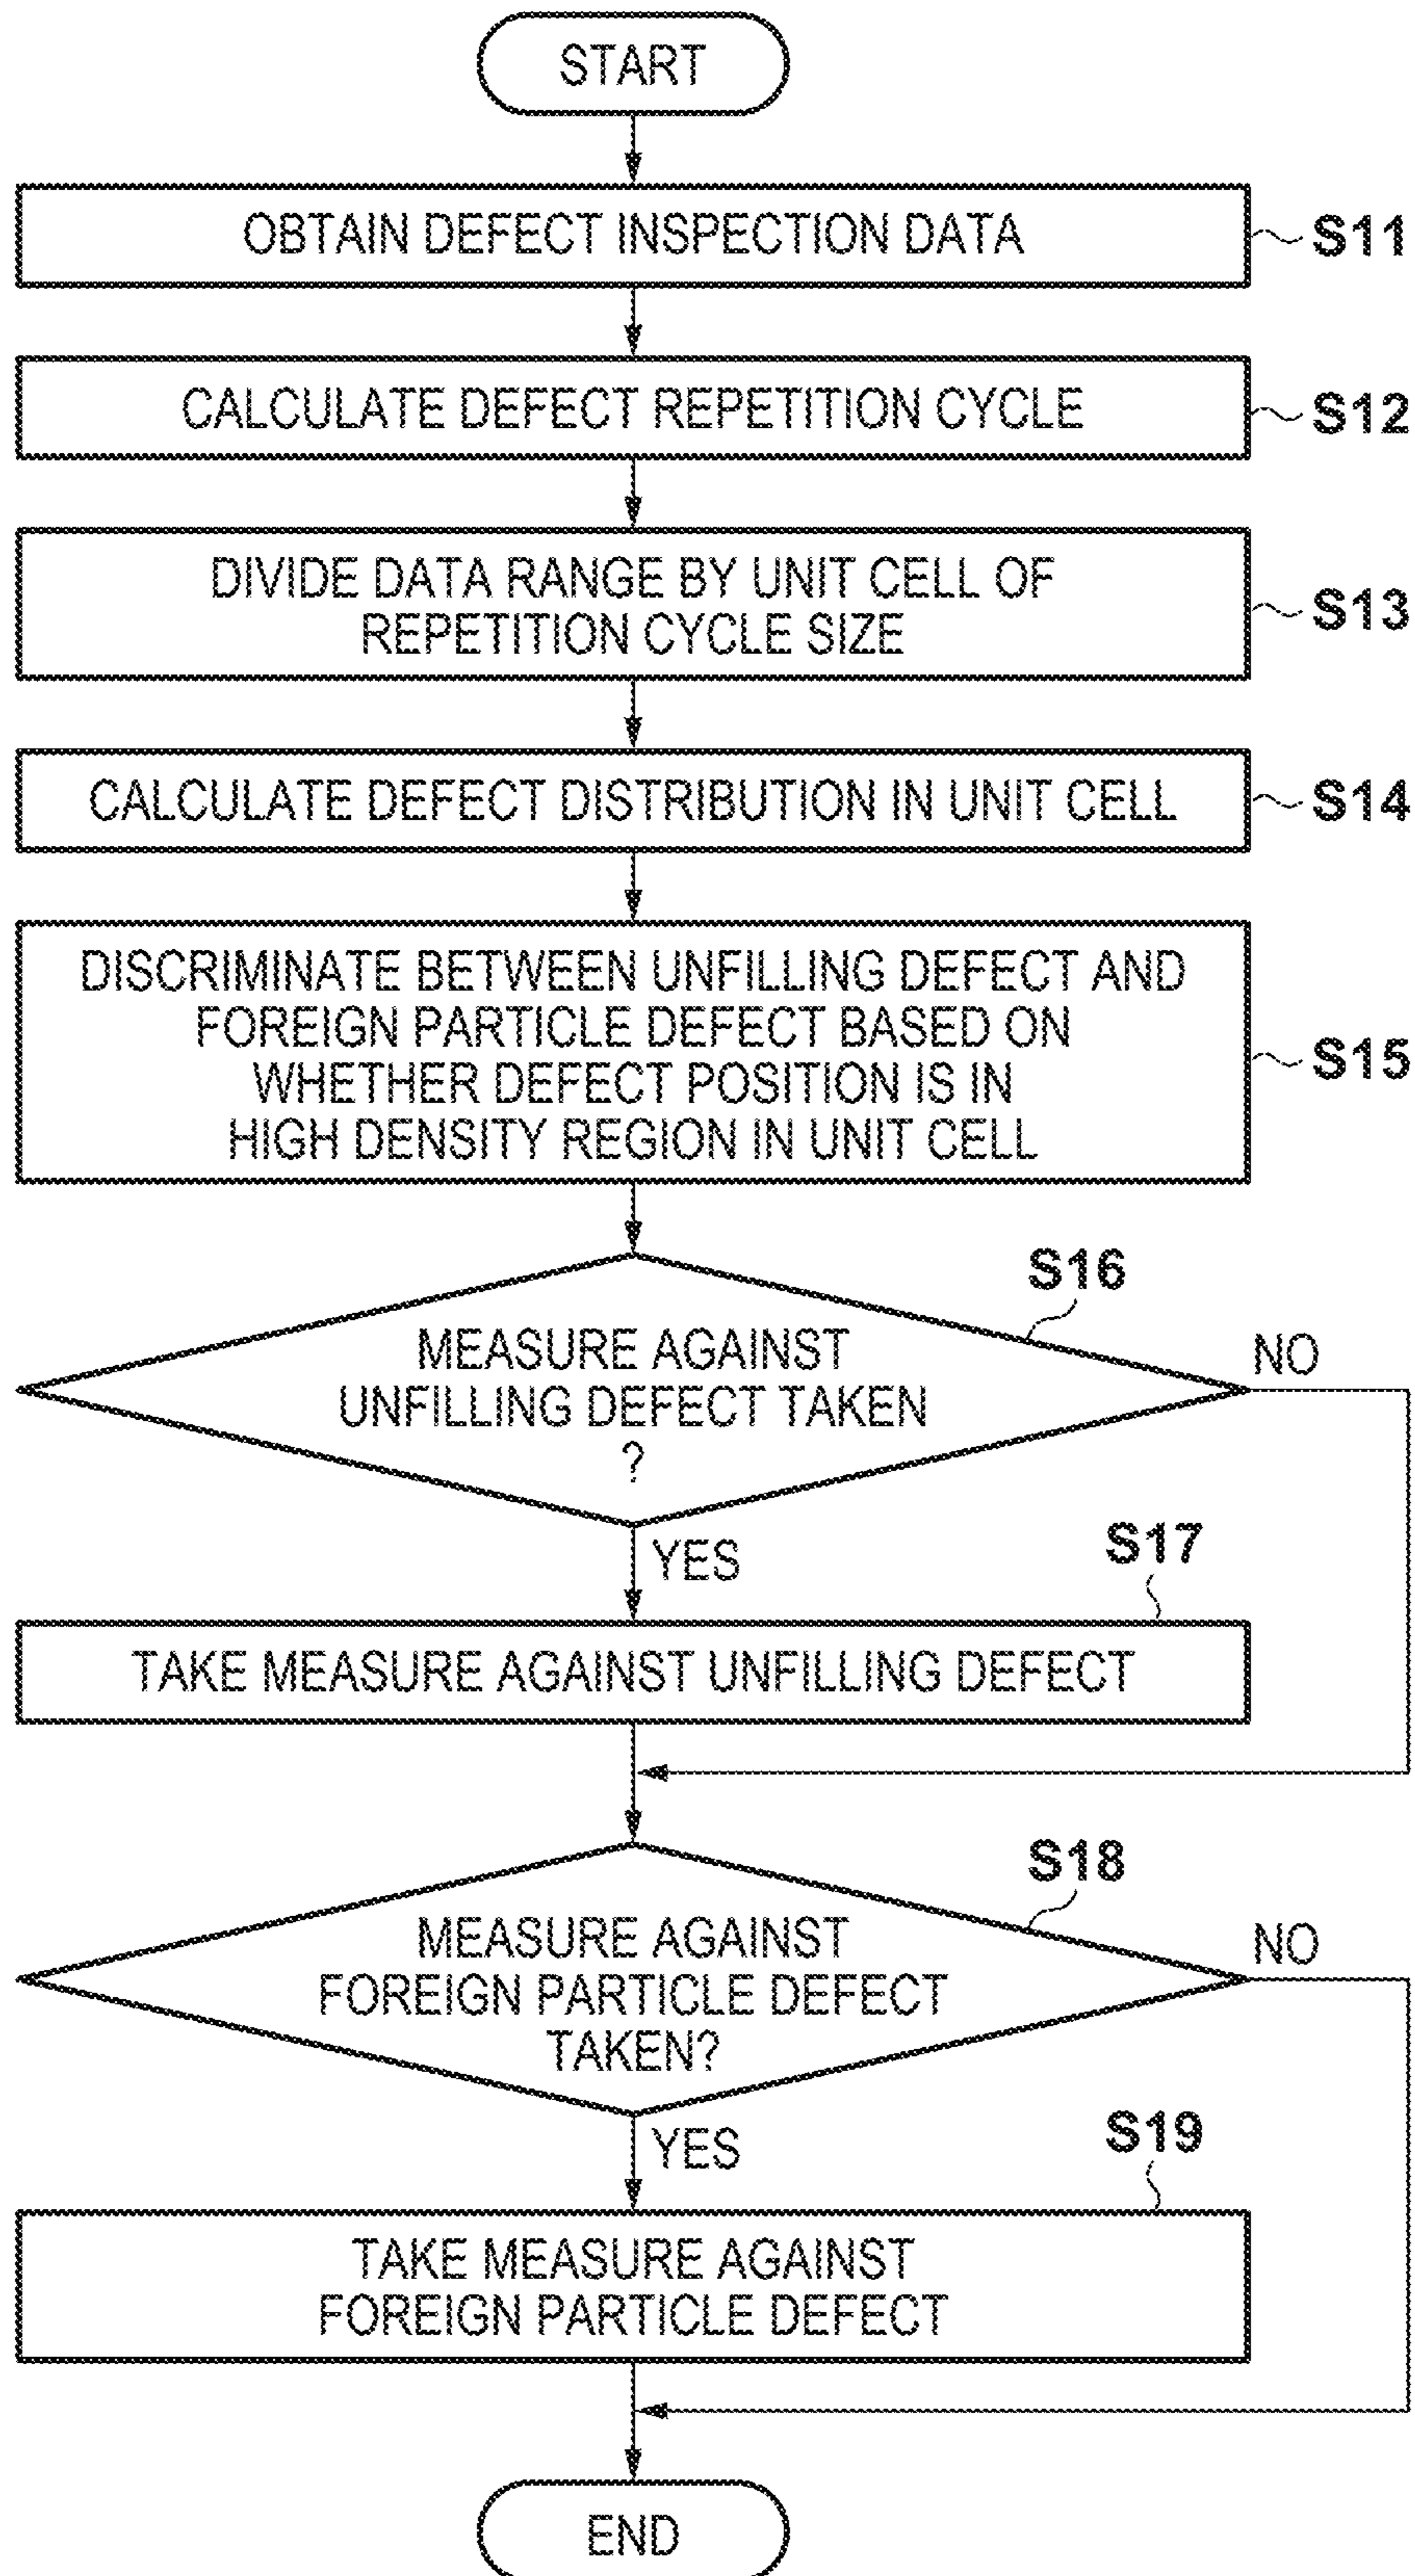 START
OBTAIN DEFECT INSPECTION DATA
S11
CALCULATE DEFECT REPETITION CYCLE
S12
DIVIDE DATA RANGE BY UNIT CELL OF
REPETITION CYCLE SIZE
S13
CALCULATE DEFECT DISTRIBUTION IN UNIT CELL
S14
DISCRIMINATE BETWEEN UNFILLING DEFECT AND
FOREIGN PARTICLE DEFECT BASED ON
WHETHER DEFECT POSITION IS IN
HIGH DENSITY REGION IN UNIT CELL
S15
S16
MEASURE AGAINST
UNFILLING DEFECT TAKEN
?
NO
YES
S17
TAKE MEASURE AGAINST UNFILLING DEFECT
S18
MEASURE AGAINST
FOREIGN PARTICLE DEFECT
TAKEN?
NO
YES
S19
TAKE MEASURE AGAINST
FOREIGN PARTICLE DEFECT
END